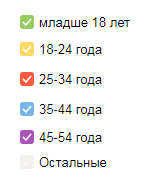 младше 18 лет
18-24 года
25-34 года
35-44 года
45-54 года
Остальные